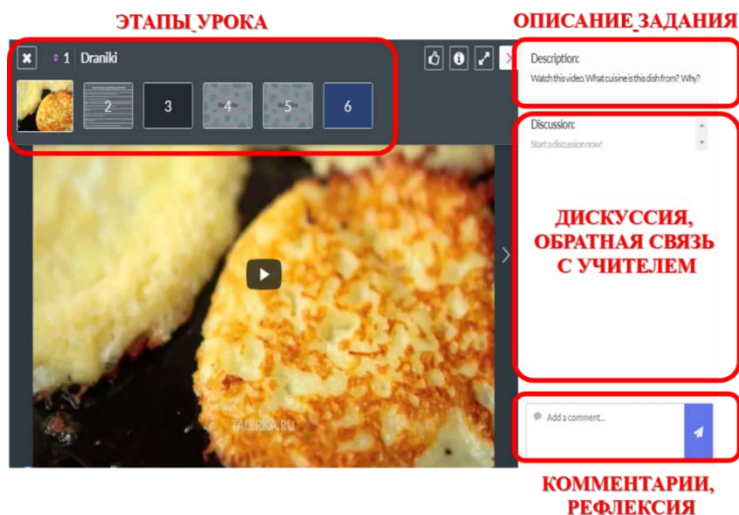 ЭТАПЫ УРОКА
ОПИСАНИЕ ЗАДАНИЯ
1 Draniki
2 3 4 5 6
Description:
Watch this video. What cuisine is this dish from? Why?
Discussion:
Start a discussion now!
ДИСКУССИЯ,
ОБРАТНАЯ СВЯЗЬ
С УЧИТЕЛЕМ
TALERKA.RU
Add a comment...
КОММЕНТАРИИ,
РЕФЛЕКСИЯ